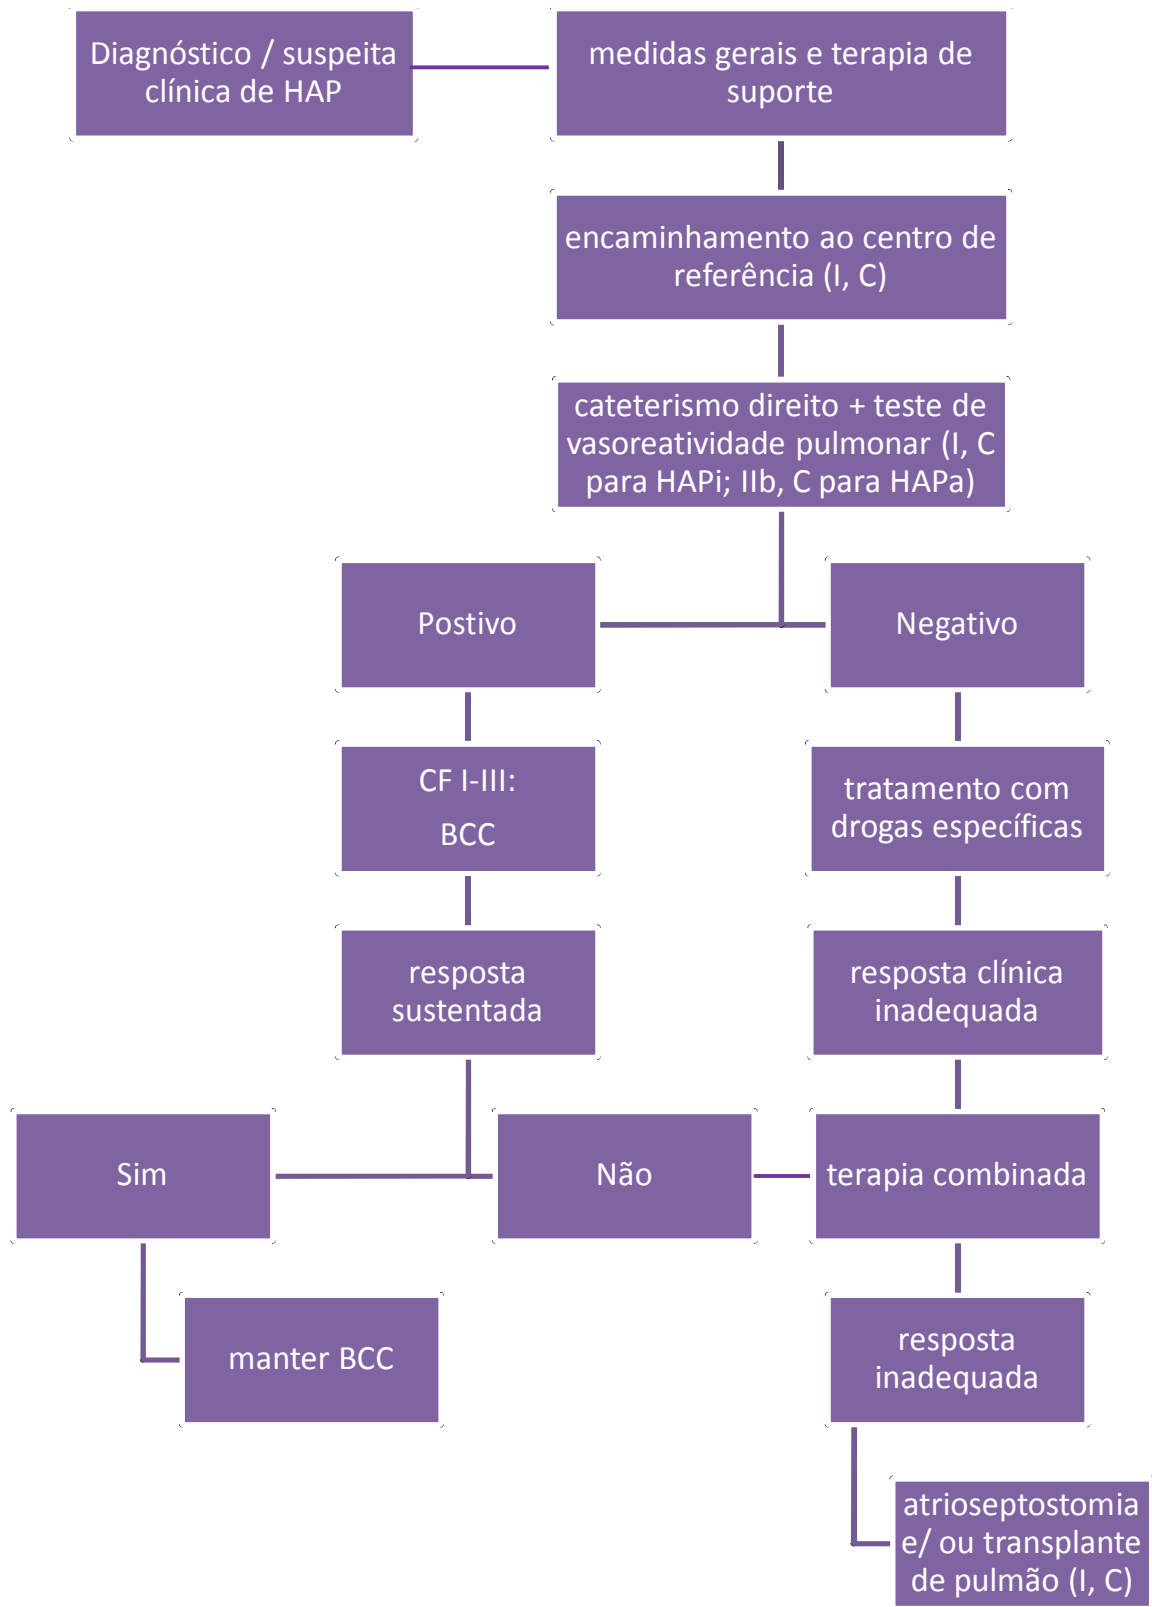 Diagnóstico / suspeita
clínica de HAP
medidas gerais e terapia de
suporte
encaminhamento ao centro de
referência (I, C)
cateterismo direito + teste de
vasoreatividade pulmonar (I, C
para HAPi; IIb, C para HAPa)
Postivo
Negativo
CF I-III:
BCC
tratamento com
drogas específicas
resposta
sustentada
resposta clínica
inadequada
Sim
Não
terapia combinada
manter BCC
resposta
inadequada
atrioseptostomia
e/ ou transplante
de pulmão (I, C)